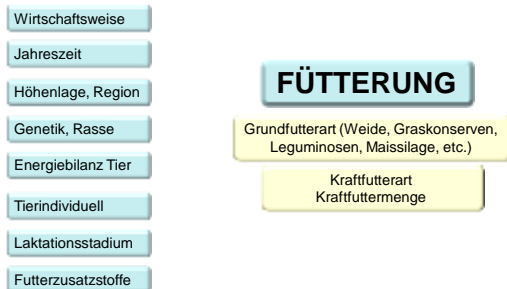 Wirtschaftsweise
Jahreszeit
Höhenlage, Region
Genetik, Rasse
Energiebilanz Tier
Tierindividuell
Laktationsstadium
Futterzusatzstoffe
FÜTTERUNG
Grundfutterart (Weide, Graskonserven,
Leguminosen, Maissilage, etc.)
Kraftfutterart
Kraftfuttermenge